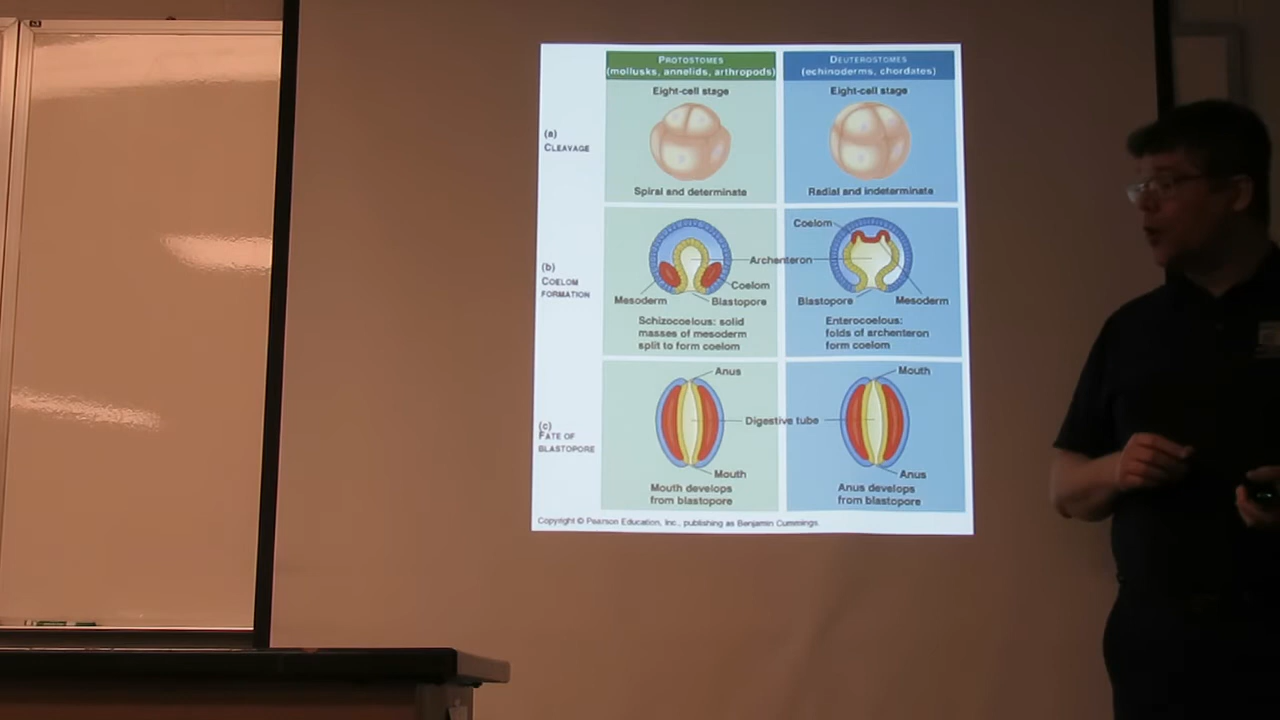 PROTOSTOMES
(mollusks, annelids, arthropods)
DEUTEROSTOMES
(echinoderms, chordates)
(a)
CLEAVAGE
Eight-cell stage
Eight-cell stage
Spiral and determinate
Radial and indeterminate
(b)
COELOM
FORMATION
Coelom
Archenteron
Coelom
Mesoderm
Blastopore
Blastopore
Mesoderm
Schizocoelous: solid
masses of mesoderm
split to form coelom
Enterocoelous:
folds of archenteron
form coelom
(c)
FATE OF
BLASTOPORE
Anus
Mouth
Digestive tube
Mouth
Anus
Mouth develops
from blastopore
Anus develops
from blastopore
Copyright © Pearson Education, Inc., publishing as Benjamin Cummings.